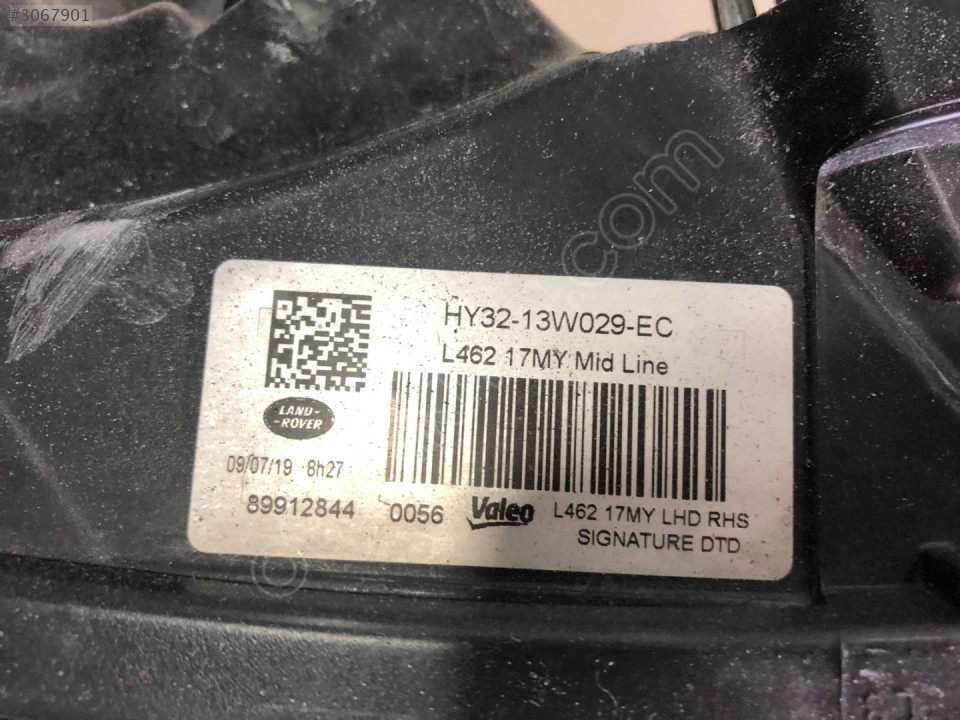 #3067901
HY32-13W029-EC
L462 17MY Mid Line
LAND-
-ROVER
09/07/19 8h27
89912844 0056 Valeo L462 17MY LHD RHS
SIGNATURE DTD